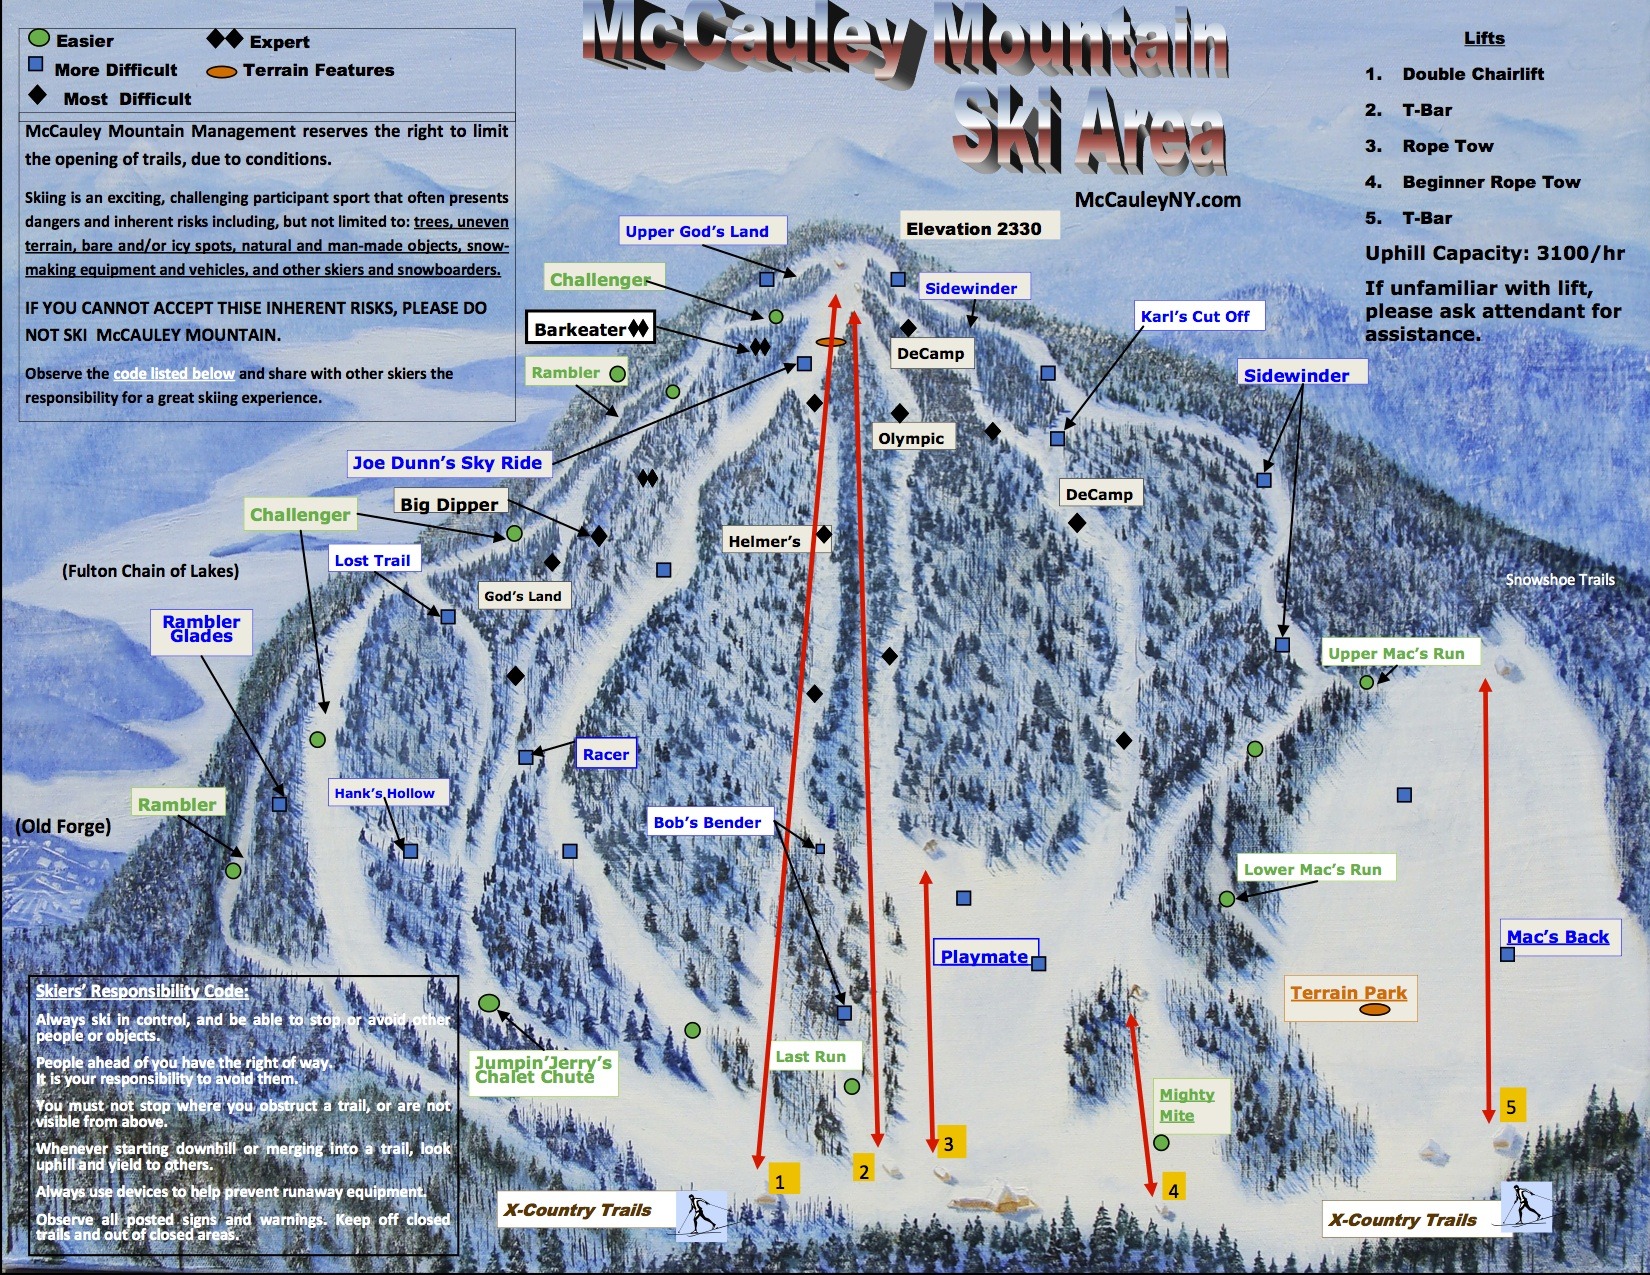 McCauley Mountain
Ski Area
McCauleyNY.com
Easier
Expert
More Difficult
Terrain Features
Most Difficult
McCauley Mountain Management reserves the right to limit
the opening of trails, due to conditions.
Skiing is an exciting, challenging participant sport that often presents
dangers and inherent risks including, but not limited to: trees, uneven
terrain, bare and/or icy spots, natural and man-made objects, snow-
making equipment and vehicles, and other skiers and snowboarders.
IF YOU CANNOT ACCEPT THISE INHERENT RISKS, PLEASE DO
NOT SKI McCAULEY MOUNTAIN.
Observe the code listed below and share with other skiers the
responsibility for a great skiing experience.
Lifts
1. Double Chairlift
2. T-Bar
3. Rope Tow
4. Beginner Rope Tow
5. T-Bar
Uphill Capacity: 3100/hr
If unfamiliar with lift,
please ask attendant for
assistance.
Upper God's Land
Elevation 2330
Challenger
Sidewinder
Barkeater
Karl's Cut Off
DeCamp
Rambler
Sidewinder
Olympic
Joe Dunn's Sky Ride
Big Dipper
DeCamp
Challenger
Helmer's
Lost Trail
(Fulton Chain of Lakes)
Snowshoe Trails
God's Land
Rambler
Glades
Upper Mac's Run
Racer
Hank's Hollow
Rambler
Bob's Bender
(Old Forge)
Lower Mac's Run
Mac's Back
Playmate
Terrain Park
Skiers' Responsibility Code:
Always ski in control, and be able to stop or avoid other
people or objects.
People ahead of you have the right of way.
It is your responsibility to avoid them.
You must not stop where you obstruct a trail, or are not
visible from above.
Whenever starting downhill or merging into a trail, look
uphill and yield to others.
Always use devices to help prevent runaway equipment.
Observe all posted signs and warnings. Keep off closed
trails and out of closed areas.
Jumpin'Jerry's
Chalet Chute
Last Run
Mighty
Mite
1
2
3
4
5
X-Country Trails
X-Country Trails